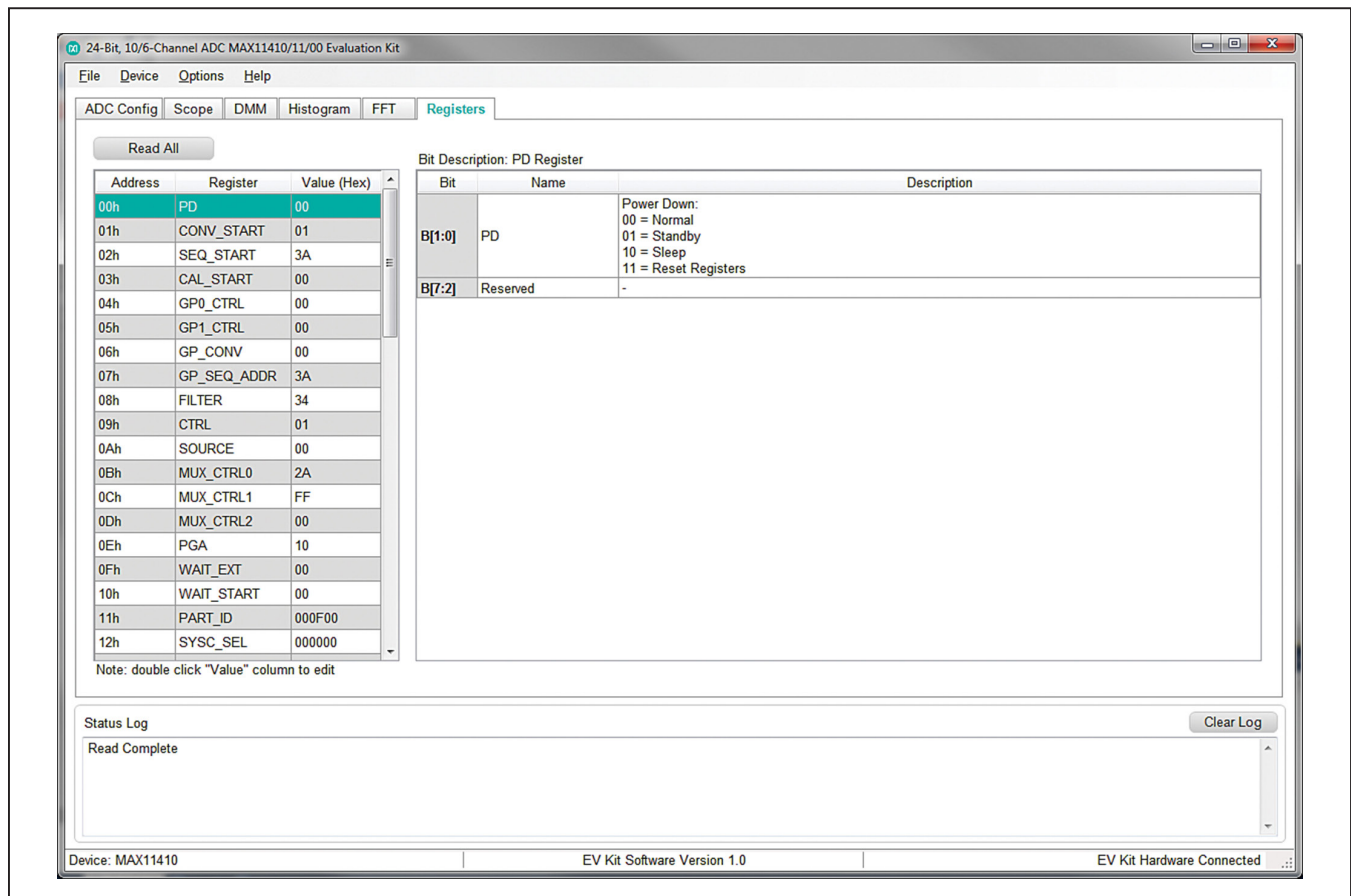 24-Bit, 10/6-Channel ADC MAX11410/11/00 Evaluation Kit
File Device Options Help
ADC Config Scope DMM Histogram FFT Registers
Read All
Address Register Value (Hex)
00h PD 00
01h CONV_START 01
02h SEQ_START 3A
03h CAL_START 00
04h GP0_CTRL 00
05h GP1_CTRL 00
06h GP_CONV 00
07h GP_SEQ_ADDR 3A
08h FILTER 34
09h CTRL 01
0Ah SOURCE 00
0Bh MUX_CTRL0 2A
0Ch MUX_CTRL1 FF
0Dh MUX_CTRL2 00
0Eh PGA 10
0Fh WAIT_EXT 00
10h WAIT_START 00
11h PART_ID 000F00
12h SYSC_SEL 000000
Note: double click "Value" column to edit
Bit Description: PD Register
Bit Name Description
B[1:0] PD Power Down:
00 = Normal
01 = Standby
10 = Sleep
11 = Reset Registers
B[7:2] Reserved -
Status Log Clear Log
Read Complete
Device: MAX11410 EV Kit Software Version 1.0 EV Kit Hardware Connected